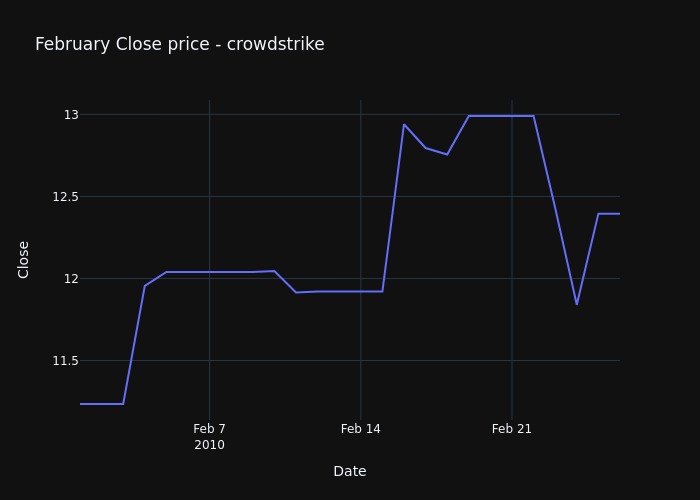 February Close price - crowdstrike
Close
13
12.5
12
11.5
Feb 7
2010
Feb 14
Feb 21
Date